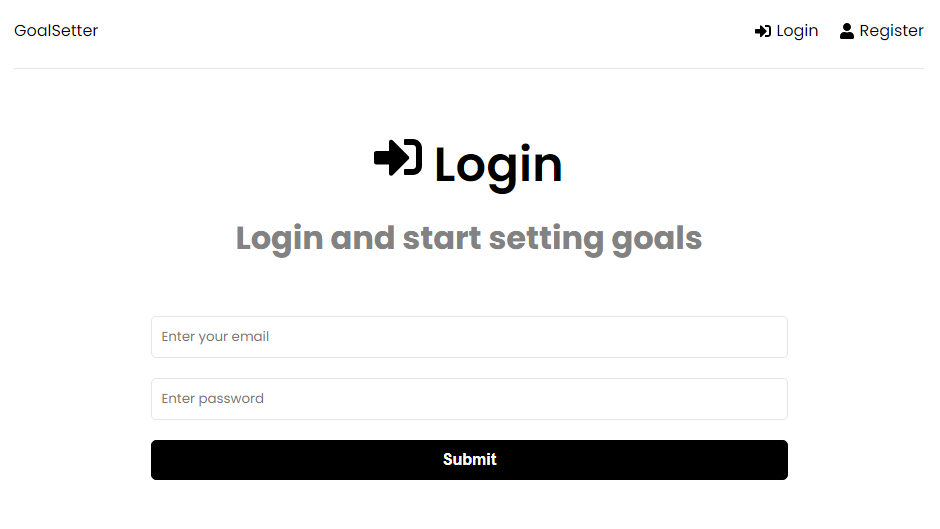 GoalSetter Login Register
Login
Login and start setting goals
Enter your email
Enter password
Submit